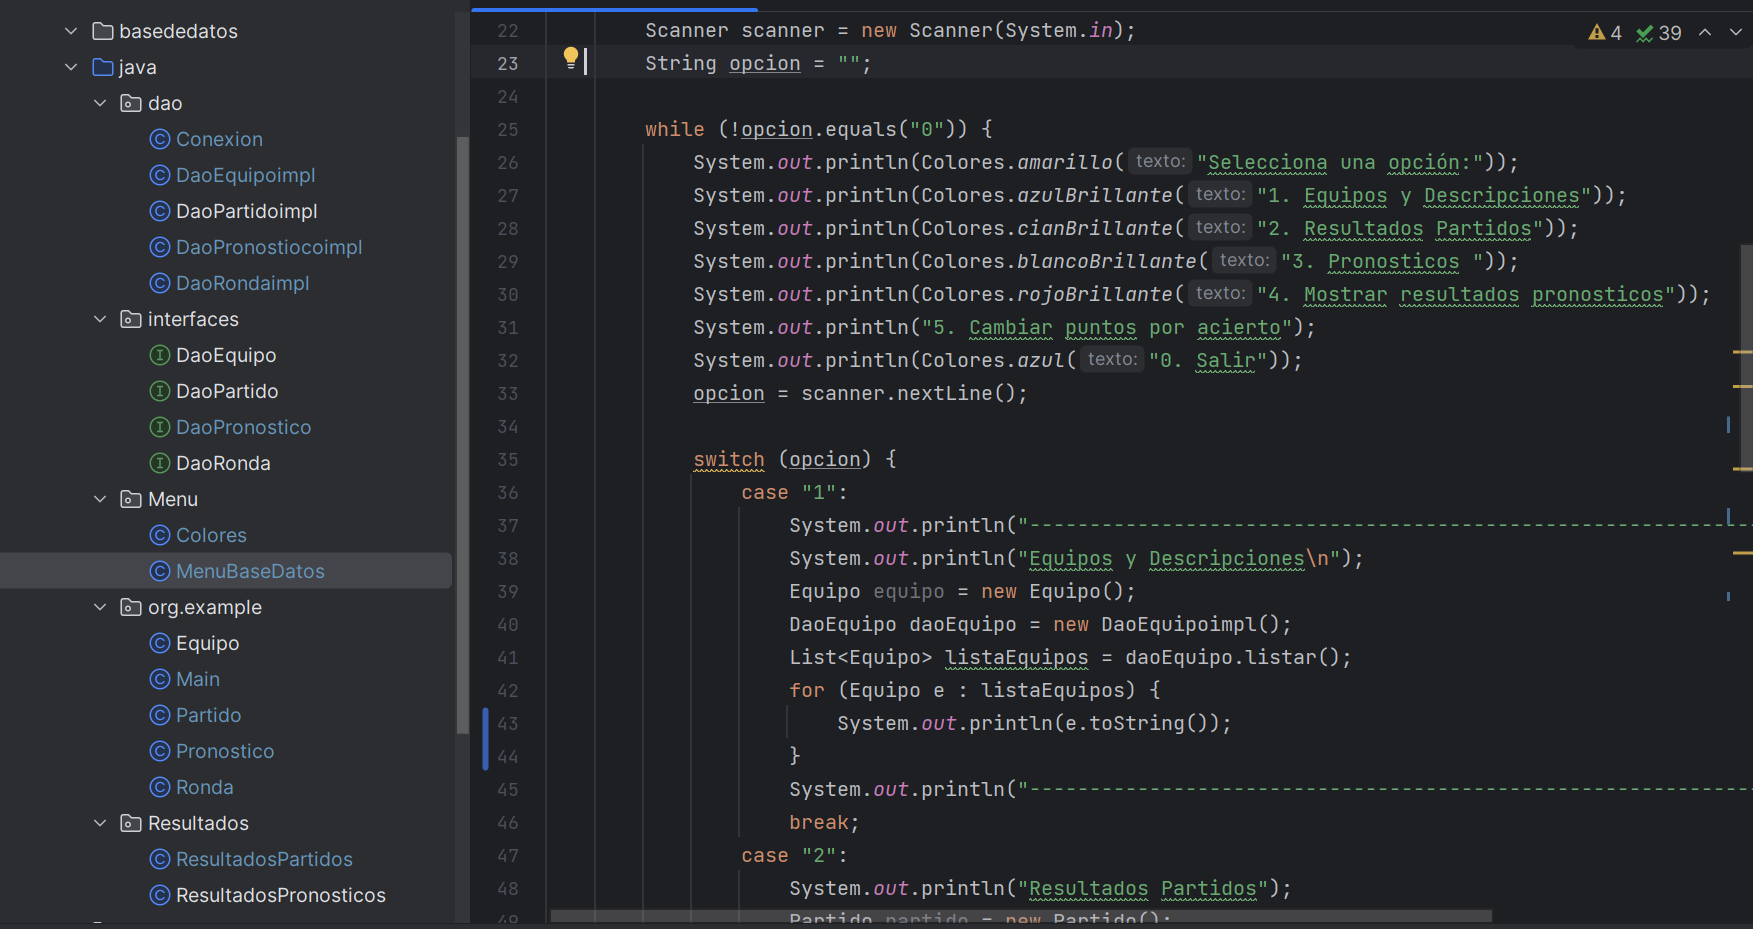 basededatos
java
dao
Conexion
DaoEquipoimpl
DaoPartidoimpl
DaoPronostiocoimpl
DaoRondaimpl
interfaces
DaoEquipo
DaoPartido
DaoPronostico
DaoRonda
Menu
Colores
MenuBaseDatos
org.example
Equipo
Main
Partido
Pronostico
Ronda
Resultados
ResultadosPartidos
ResultadosPronosticos
4 39
22 Scanner scanner = new Scanner(System.in);
23 String opcion = "";
24
25 while (!opcion.equals("0")) {
26 System.out.println(Colores.amarillo( texto: "Selecciona una opción:"));
27 System.out.println(Colores.azulBrillante( texto: "1. Equipos y Descripciones"));
28 System.out.println(Colores.cianBrillante( texto: "2. Resultados Partidos"));
29 System.out.println(Colores.blancoBrillante( texto: "3. Pronosticos "));
30 System.out.println(Colores.rojoBrillante( texto: "4. Mostrar resultados pronosticos"));
31 System.out.println("5. Cambiar puntos por acierto");
32 System.out.println(Colores.azul( texto: "0. Salir"));
33 opcion = scanner.nextLine();
34
35 switch (opcion) {
36 case "1":
37 System.out.println("------------------------------------------------------------
38 System.out.println("Equipos y Descripciones\n");
39 Equipo equipo = new Equipo();
40 DaoEquipo daoEquipo = new DaoEquipoimpl();
41 List<Equipo> listaEquipos = daoEquipo.listar();
42 for (Equipo e : listaEquipos) {
43 System.out.println(e.toString());
44 }
45 System.out.println("------------------------------------------------------------
46 break;
47 case "2":
48 System.out.println("Resultados Partidos");
49 Partido partido = new Partido();